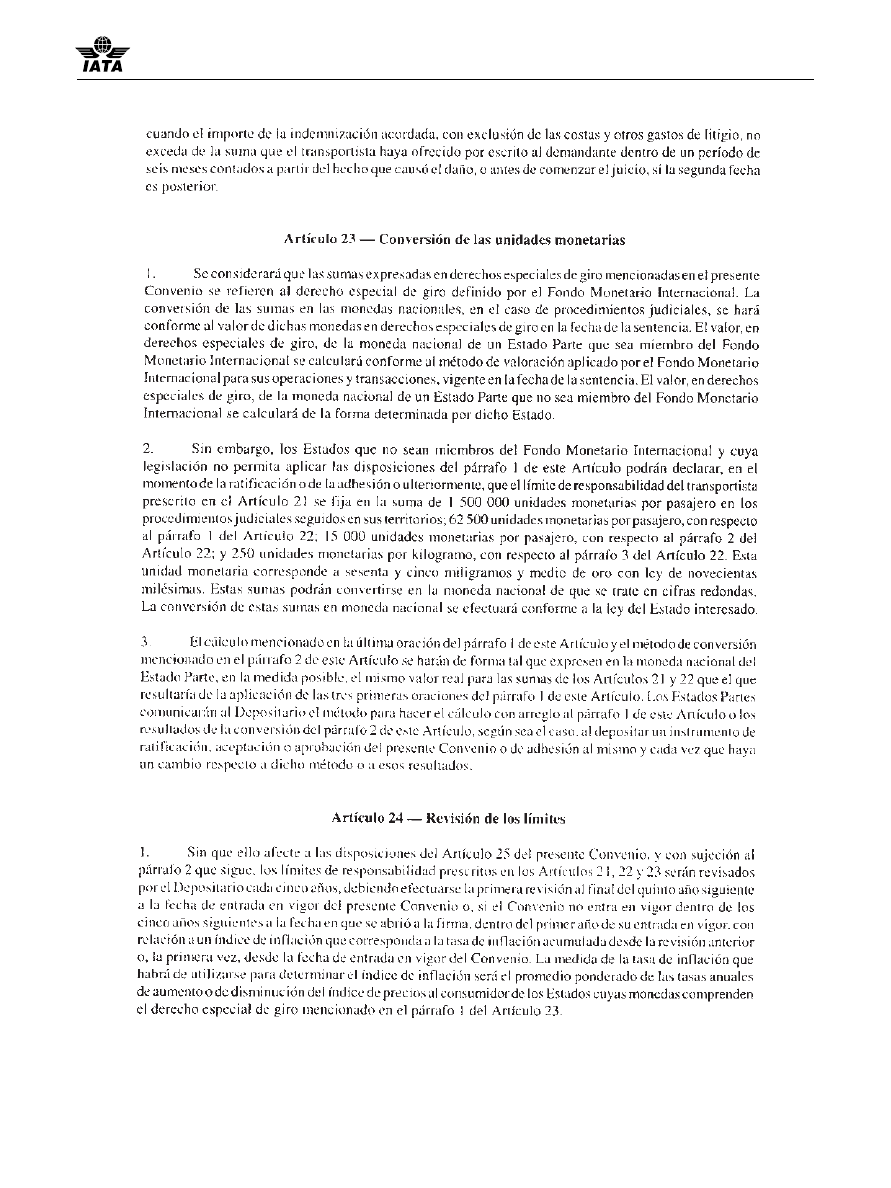 IATA
cuando el importe de la indemnización acordada, con exclusión de las costas y otros gastos de litigio, no
exceda de la suma que el transportista haya ofrecido por escrito al demandante dentro de un período de
seis meses contados a partir del hecho que causó el daño, o antes de comenzar el juicio, si la segunda fecha
es posterior.
Artículo 23 — Conversión de las unidades monetarias
1. Se considerará que las sumas expresadas en derechos especiales de giro mencionadas en el presente
Convenio se refieren al derecho especial de giro definido por el Fondo Monetario Internacional. La
conversión de las sumas en las monedas nacionales, en el caso de procedimientos judiciales, se hará
conforme al valor de dichas monedas en derechos especiales de giro en la fecha de la sentencia. El valor, en
derechos especiales de giro, de la moneda nacional de un Estado Parte que sea miembro del Fondo
Monetario Internacional se calculará conforme al método de valoración aplicado por el Fondo Monetario
Internacional para sus operaciones y transacciones, vigente en la fecha de la sentencia. El valor, en derechos
especiales de giro, de la moneda nacional de un Estado Parte que no sea miembro del Fondo Monetario
Internacional se calculará de la forma determinada por dicho Estado.
2. Sin embargo, los Estados que no sean miembros del Fondo Monetario Internacional y cuya
legislación no permita aplicar las disposiciones del párrafo 1 de este Artículo podrán declarar, en el
momento de la ratificación o de la adhesión o ulteriormente, que el límite de responsabilidad del transportista
prescrito en el Artículo 21 se fija en la suma de 1 500 000 unidades monetarias por pasajero en los
procedimientos judiciales seguidos en sus territorios; 62 500 unidades monetarias por pasajero, con respecto
al párrafo 1 del Artículo 22; 15 000 unidades monetarias por pasajero, con respecto al párrafo 2 del
Artículo 22; y 250 unidades monetarias por kilogramo, con respecto al párrafo 3 del Artículo 22. Esta
unidad monetaria corresponde a sesenta y cinco miligramos y medio de oro con ley de novecientas
milésimas. Estas sumas podrán convertirse en la moneda nacional de que se trate en cifras redondas.
La conversión de estas sumas en moneda nacional se efectuará conforme a la ley del Estado interesado.
3. El cálculo mencionado en la última oración del párrafo 1 de este Artículo y el método de conversión
mencionado en el párrafo 2 de este Artículo se harán de forma tal que expresen en la moneda nacional del
Estado Parte, en la medida posible, el mismo valor real para las sumas de los Artículos 21 y 22 que el que
resultaría de la aplicación de las tres primeras oraciones del párrafo 1 de este Artículo. Los Estados Partes
comunicarán al Depositario el método para hacer el cálculo con arreglo al párrafo 1 de este Artículo o los
resultados de la conversión del párrafo 2 de este Artículo, según sea el caso, al depositar un instrumento de
ratificación, aceptación o aprobación del presente Convenio o de adhesión al mismo y cada vez que haya
un cambio respecto a dicho método o a esos resultados.
Artículo 24 — Revisión de los límites
1. Sin que ello afecte a las disposiciones del Artículo 25 del presente Convenio, y con sujeción al
párrafo 2 que sigue, los límites de responsabilidad prescritos en los Artículos 21, 22 y 23 serán revisados
por el Depositario cada cinco años, debiendo efectuarse la primera revisión al final del quinto año siguiente
a la fecha de entrada en vigor del presente Convenio o, si el Convenio no entra en vigor dentro de los
cinco años siguientes a la fecha en que se abrió a la firma, dentro del primer año de su entrada en vigor, con
relación a un índice de inflación que corresponda a la tasa de inflación acumulada desde la revisión anterior
o, la primera vez, desde la fecha de entrada en vigor del Convenio. La medida de la tasa de inflación que
habrá de utilizarse para determinar el índice de inflación será el promedio ponderado de las tasas anuales
de aumento o de disminución del índice de precios al consumidor de los Estados cuyas monedas comprenden
el derecho especial de giro mencionado en el párrafo 1 del Artículo 23.